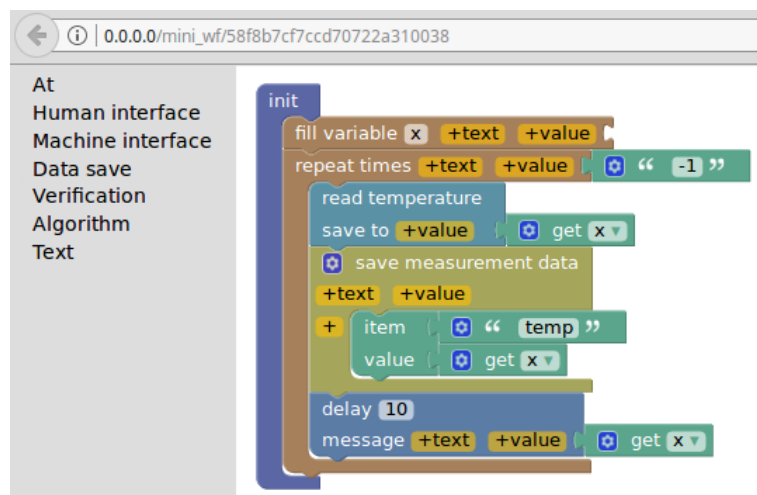 0.0.0.0/mini_wf/58f8b7cf7ccd70722a310038
At
Human interface
Machine interface
Data save
Verification
Algorithm
Text
init
fill variable x +text +value
repeat times +text +value “ -1 ”
read temperature
save to +value get x
save measurement data
+text +value
+ item “ temp ”
value get x
delay 10
message +text +value get x